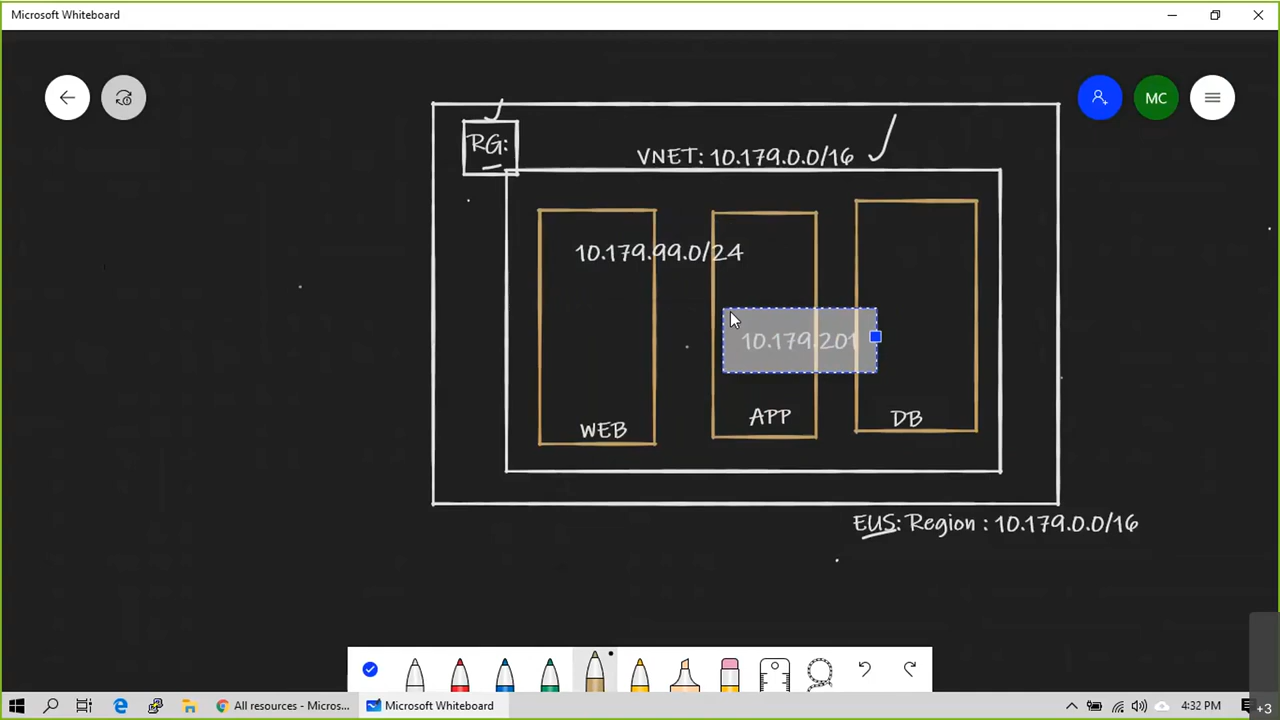 Microsoft Whiteboard
MC
RG:
VNET: 10.179.0.0/16
10.179.99.0/24
10.179.201
WEB
APP
DB
EUS: Region : 10.179.0.0/16
All resources - Micros...
Microsoft Whiteboard
4:32 PM
+3